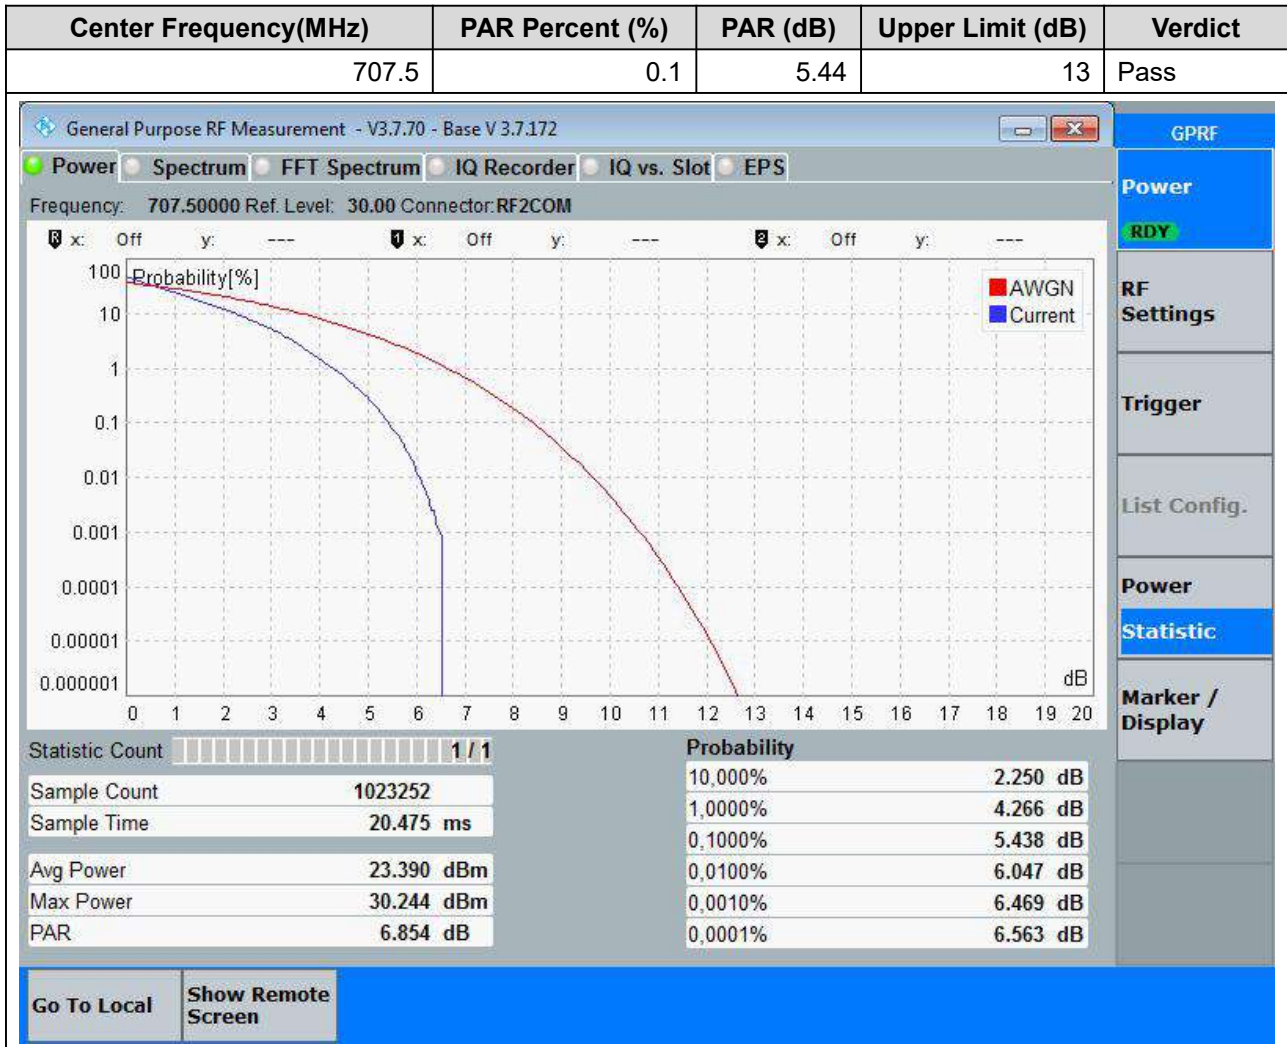 Center Frequency(MHz) PAR Percent (%) PAR (dB) Upper Limit (dB) Verdict
707.5 0.1 5.44 13 Pass
General Purpose RF Measurement - V3.7.70 - Base V 3.7.172
GPRF
Power Spectrum FFT Spectrum IQ Recorder IQ vs. Slot EPS
Frequency: 707.50000 Ref. Level: 30.00 Connector:RF2COM
R x: Off y: --- 1 x: Off y: --- 2 x: Off y: ---
Probability[%]
AWGN
Current
100
10
1
0.1
0.01
0.001
0.0001
0.00001
0.000001
dB
0 1 2 3 4 5 6 7 8 9 10 11 12 13 14 15 16 17 18 19 20
Statistic Count 1 / 1
Sample Count 1023252
Sample Time 20.475 ms
Avg Power 23.390 dBm
Max Power 30.244 dBm
PAR 6.854 dB
Probability
10,000% 2.250 dB
1,0000% 4.266 dB
0,1000% 5.438 dB
0,0100% 6.047 dB
0,0010% 6.469 dB
0,0001% 6.563 dB
Power
RDY
RF
Settings
Trigger
List Config.
Power
Statistic
Marker /
Display
Go To Local
Show Remote
Screen